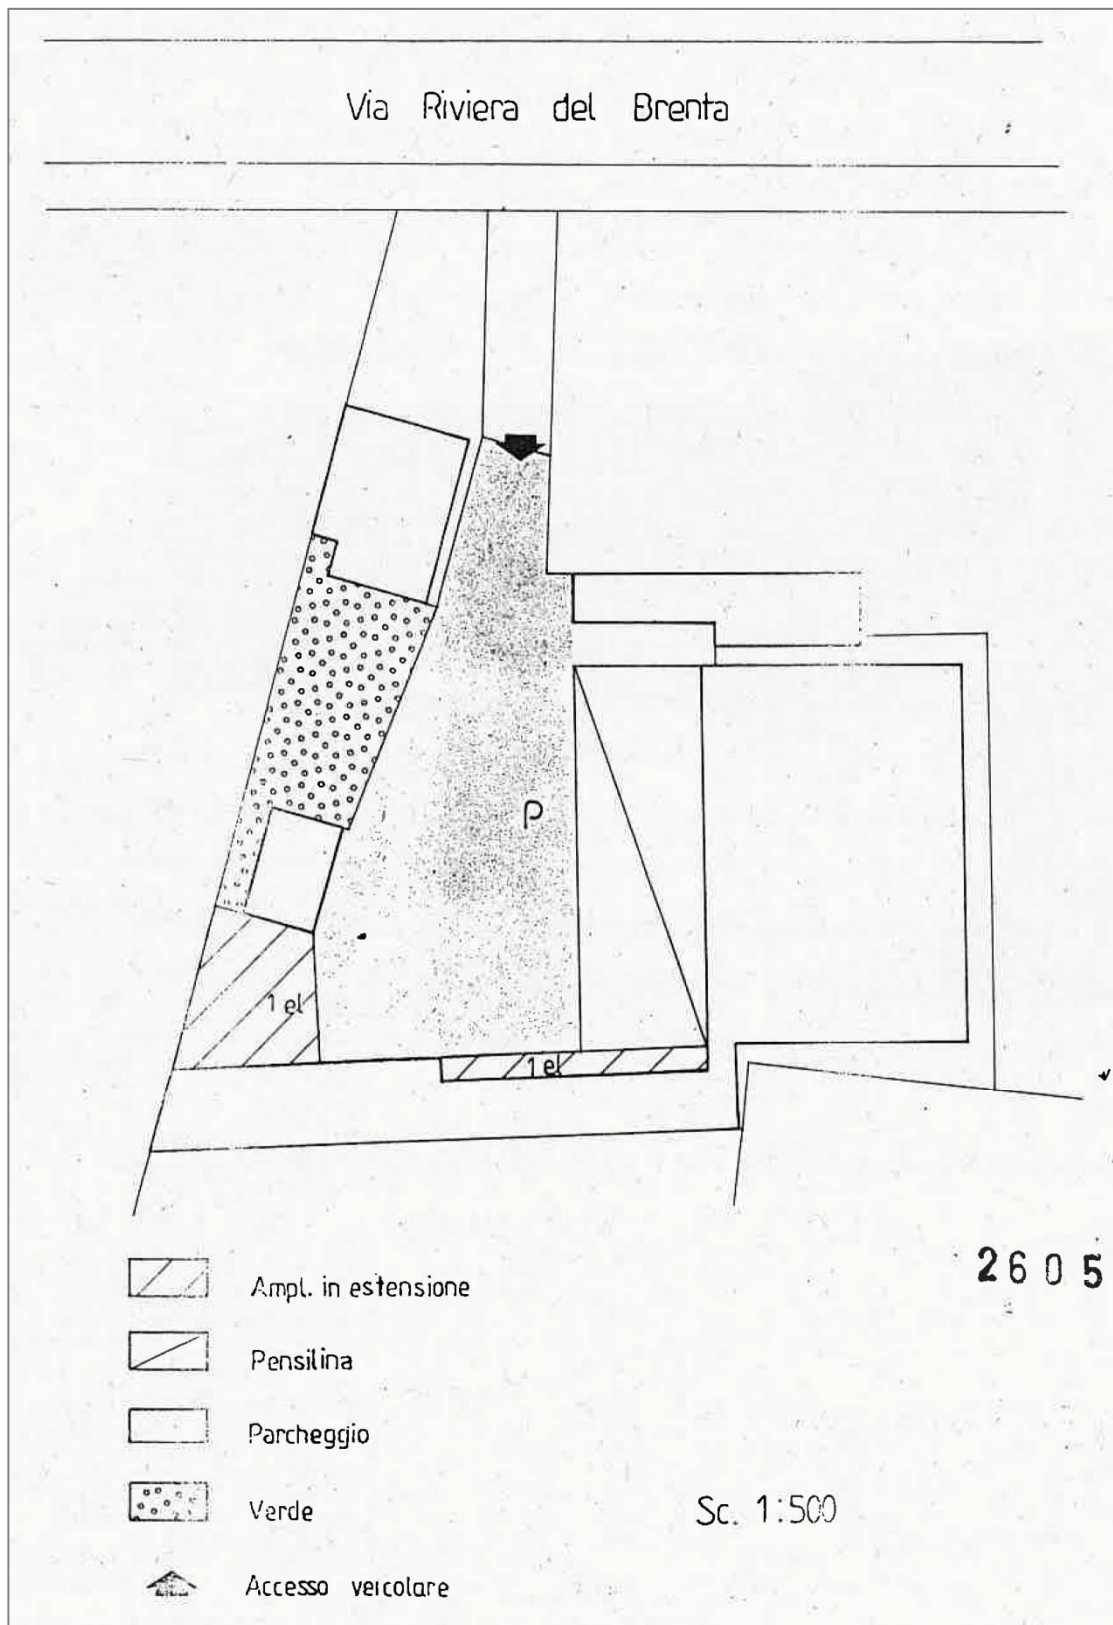 Via Riviera del Brenta
P
1 el
1 el
2605
Ampl. in estensione
Pensilina
Parcheggio
Verde
Sc. 1:500
Accesso veicolare